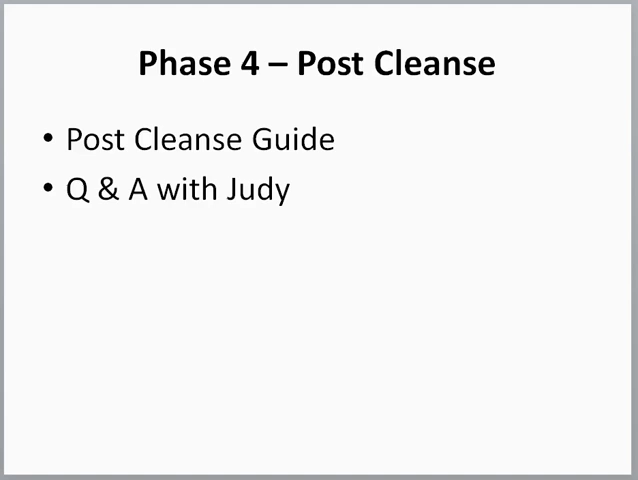 Phase 4 – Post Cleanse
• Post Cleanse Guide
• Q & A with Judy